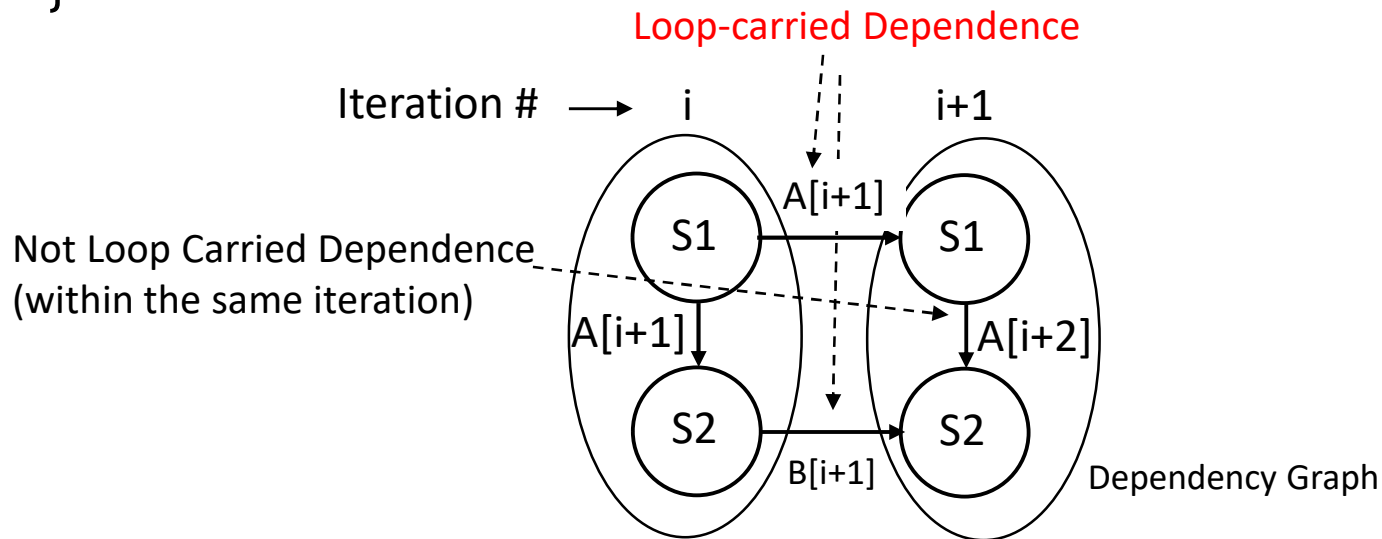 }
Loop-carried Dependence
Iteration # i i+1
A[i+1]
S1 S1
Not Loop Carried Dependence
(within the same iteration)
A[i+1] A[i+2]
S2 S2
B[i+1]
Dependency Graph